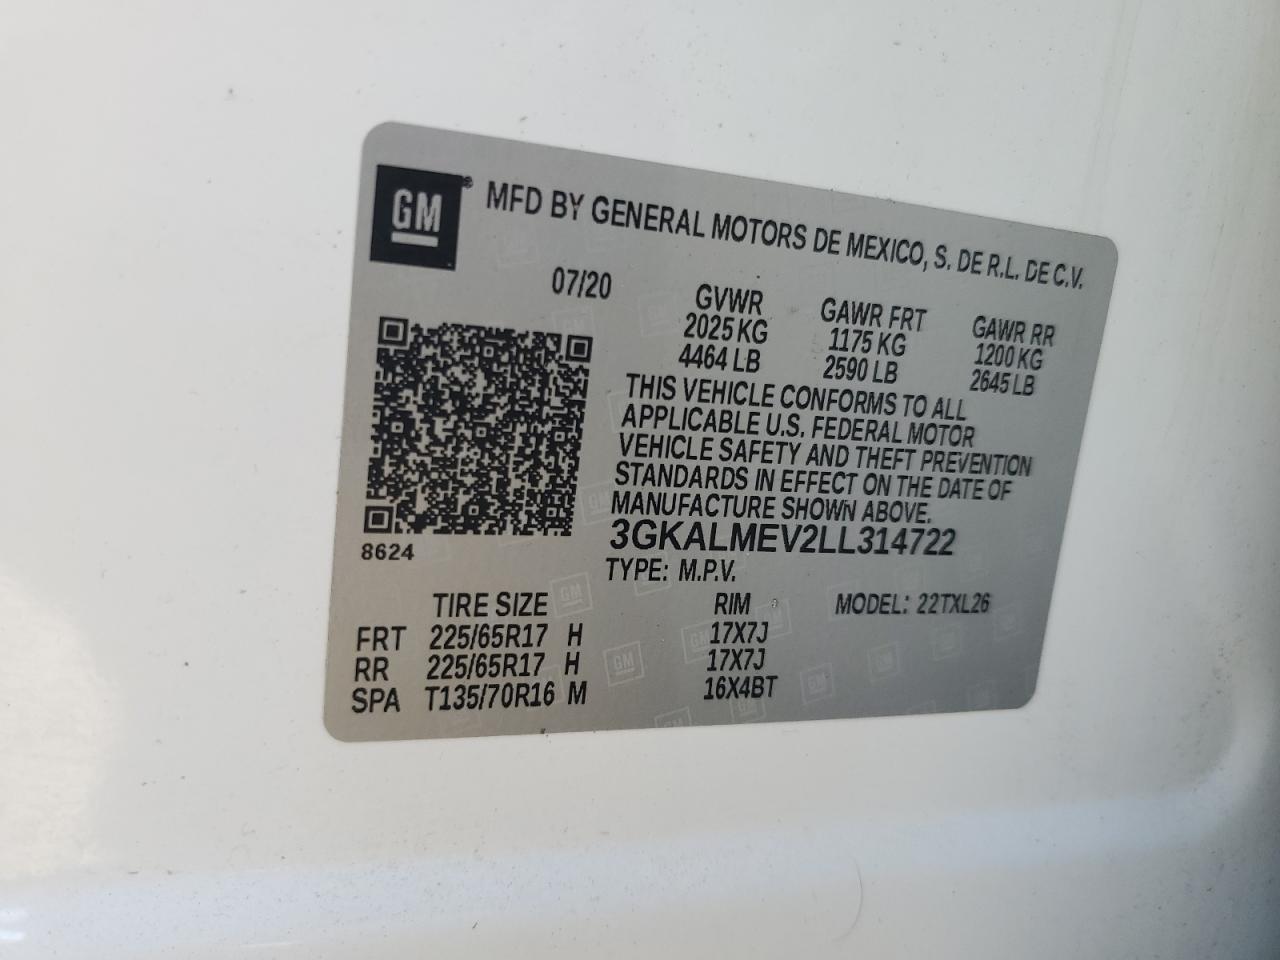 GM® MFD BY GENERAL MOTORS DE MEXICO, S. DE R.L. DE C.V.
07/20
GVWR GAWR FRT GAWR RR
2025 KG 1175 KG 1200 KG
4464 LB 2590 LB 2645 LB
THIS VEHICLE CONFORMS TO ALL
APPLICABLE U.S. FEDERAL MOTOR
VEHICLE SAFETY AND THEFT PREVENTION
STANDARDS IN EFFECT ON THE DATE OF
MANUFACTURE SHOWN ABOVE.
3GKALMEV2LL314722
8624
TYPE: M.P.V.
TIRE SIZE RIM MODEL: 22TXL26
FRT 225/65R17 H 17X7J
RR 225/65R17 H 17X7J
SPA T135/70R16 M 16X4BT